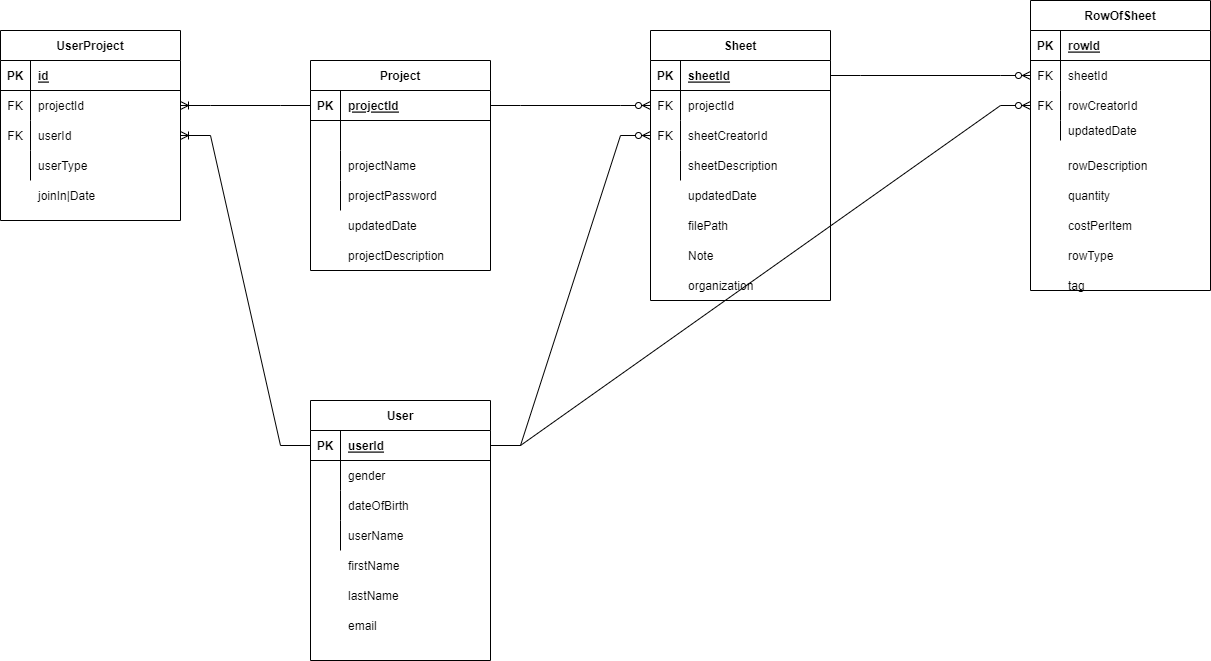 UserProject
PK id
FK projectId
FK userId
userType
joinIn|Date
Project
PK projectId
projectName
projectPassword
updatedDate
projectDescription
Sheet
PK sheetId
FK projectId
FK sheetCreatorId
sheetDescription
updatedDate
filePath
Note
organization
RowOfSheet
PK rowId
FK sheetId
FK rowCreatorId
updatedDate
rowDescription
quantity
costPerItem
rowType
tag
User
PK userId
gender
dateOfBirth
userName
firstName
lastName
email